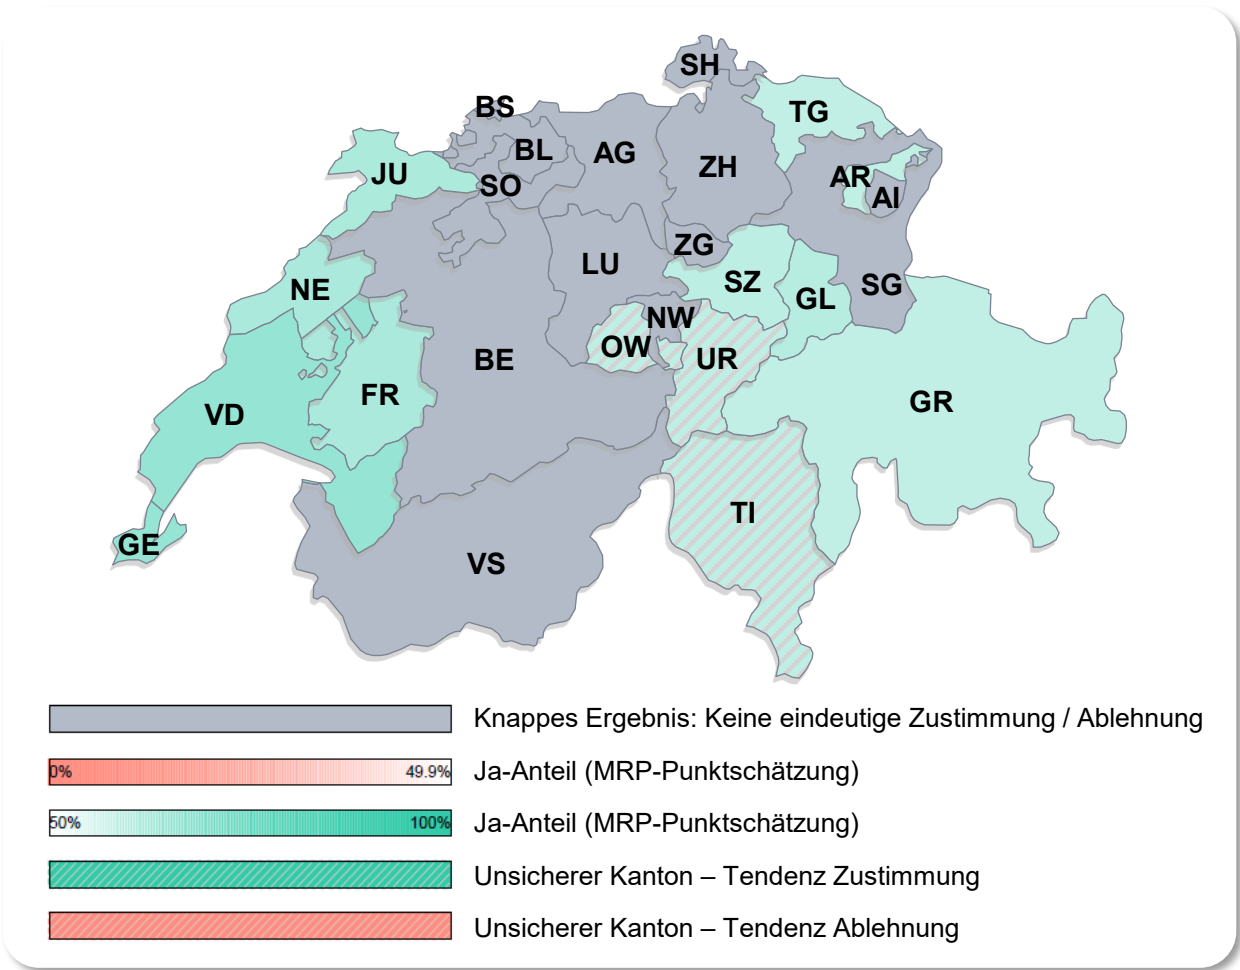 SH
BS
TG
BL
AG
ZH
JU
SO
AR
AI
ZG
LU
SZ
SG
NE
GL
NW
OW
UR
BE
FR
GR
VD
TI
GE
VS
Knappes Ergebnis: Keine eindeutige Zustimmung / Ablehnung
0% 49.9% Ja-Anteil (MRP-Punktschätzung)
50% 100% Ja-Anteil (MRP-Punktschätzung)
Unsicherer Kanton – Tendenz Zustimmung
Unsicherer Kanton – Tendenz Ablehnung